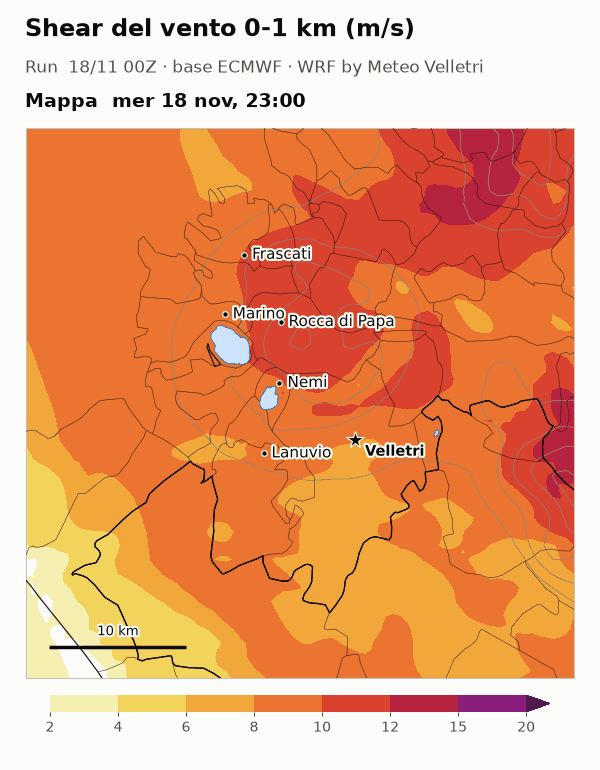 Shear del vento 0-1 km (m/s)
Run  18/11 00Z · base ECMWF · WRF by Meteo Velletri
Mappa  mer 18 nov, 23:00
Frascati
Marino
Rocca di Papa
Nemi
Velletri
Lanuvio
10 km
2 4 6 8 10 12 15 20